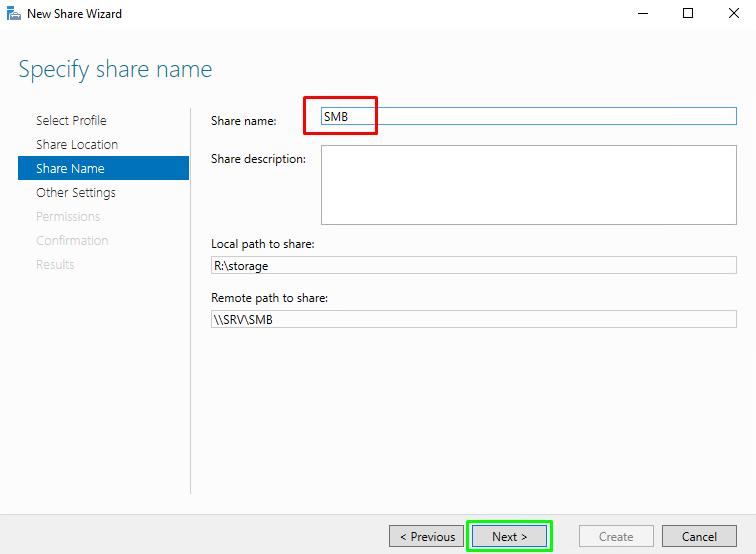 New Share Wizard
Specify share name
Select Profile
Share Location
Share Name
Other Settings
Permissions
Confirmation
Results
Share name:
SMB
Share description:
Local path to share:
R:\storage
Remote path to share:
\\SRV\SMB
< Previous
Next >
Create
Cancel